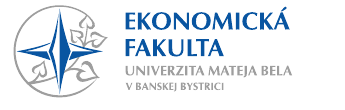 EKONOMICKÁ
FAKULTA
UNIVERZITA MATEJA BELA
V BANSKEJ BYSTRICI